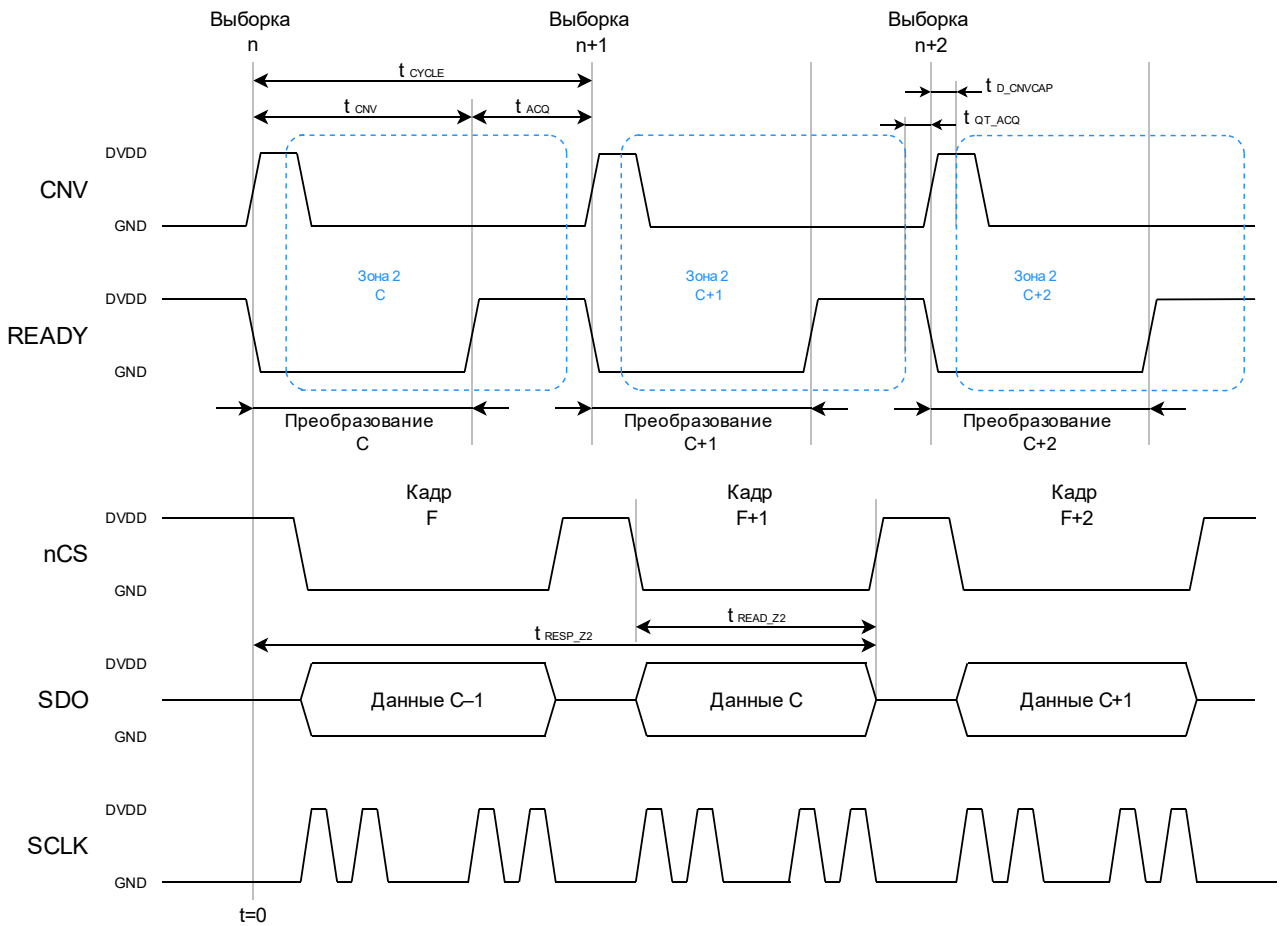 Выборка
n
Выборка
n+1
Выборка
n+2
t CYCLE
t D_CNVCAP
t CNV
t ACQ
t QT_ACQ
DVDD
CNV
GND
Зона 2
C
Зона 2
C+1
Зона 2
C+2
DVDD
READY
GND
Преобразование
C
Преобразование
C+1
Преобразование
C+2
Кадр
F
Кадр
F+1
Кадр
F+2
DVDD
nCS
GND
t READ_Z2
t RESP_Z2
DVDD
SDO
Данные C–1
Данные C
Данные C+1
GND
DVDD
SCLK
GND
t=0